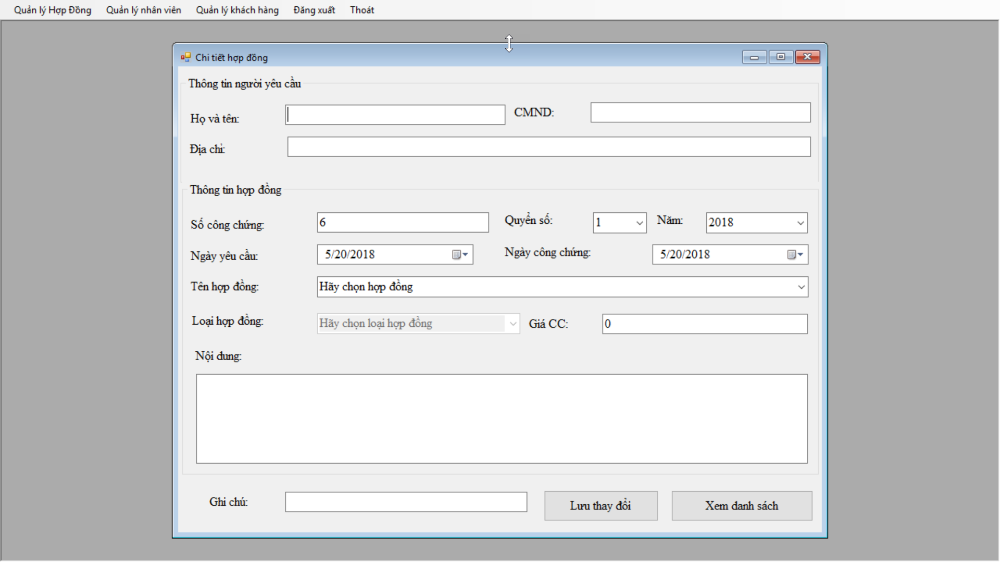 Quản lý Hợp Đồng Quản lý nhân viên Quản lý khách hàng Đăng xuất Thoát
Chi tiết hợp đồng
Thông tin người yêu cầu
Họ và tên: CMND:
Địa chỉ:
Thông tin hợp đồng
Số công chứng: 6 Quyển số: 1 Năm: 2018
Ngày yêu cầu: 5/20/2018 Ngày công chứng: 5/20/2018
Tên hợp đồng: Hãy chọn hợp đồng
Loại hợp đồng: Hãy chọn loại hợp đồng Giá CC: 0
Nội dung:
Ghi chú: Lưu thay đổi Xem danh sách